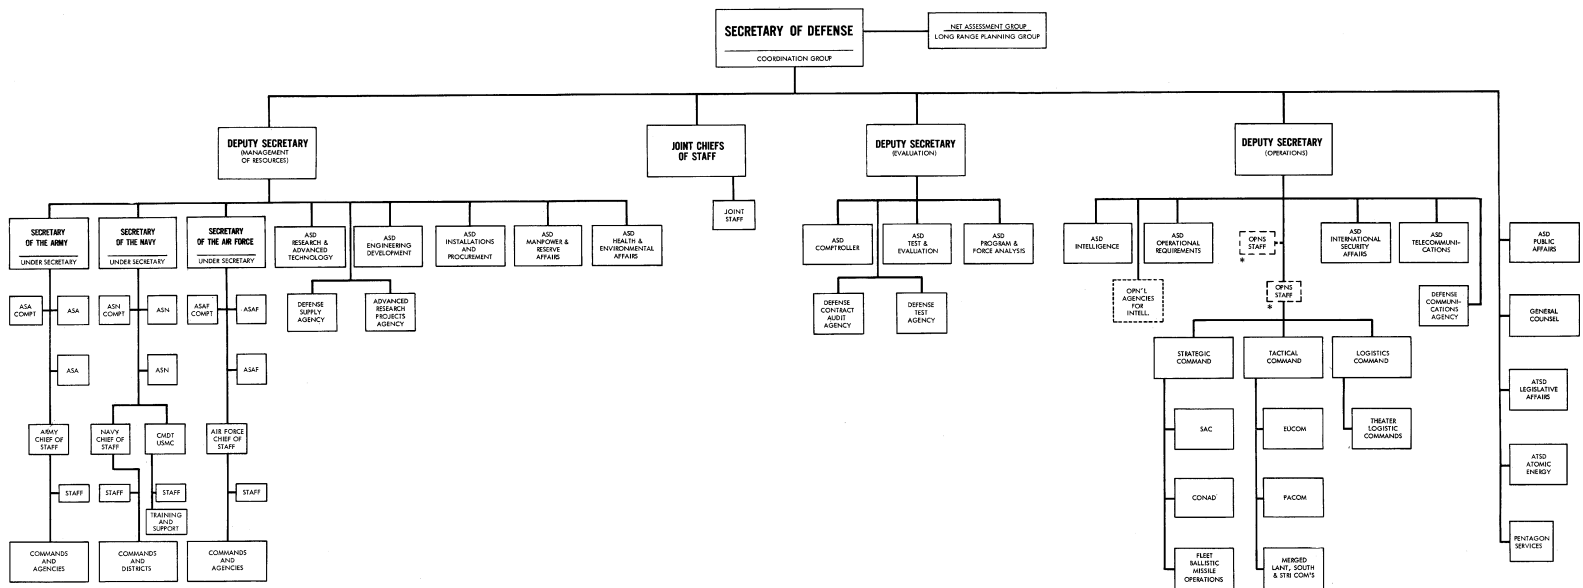 SECRETARY OF DEFENSE
COORDINATION GROUP
NET ASSESSMENT GROUP
LONG RANGE PLANNING GROUP
DEPUTY SECRETARY
(MANAGEMENT
OF RESOURCES)
JOINT CHIEFS
OF STAFF
DEPUTY SECRETARY
(EVALUATION)
DEPUTY SECRETARY
(OPERATIONS)
JOINT
STAFF
SECRETARY
OF THE ARMY
UNDER SECRETARY
SECRETARY
OF THE NAVY
UNDER SECRETARY
SECRETARY
OF THE AIR FORCE
UNDER SECRETARY
ASD
RESEARCH &
ADVANCED
TECHNOLOGY
ASD
ENGINEERING
DEVELOPMENT
ASD
INSTALLATIONS
AND
PROCUREMENT
ASD
MANPOWER &
RESERVE
AFFAIRS
ASD
HEALTH &
ENVIRONMENTAL
AFFAIRS
ASD
COMPTROLLER
ASD
TEST &
EVALUATION
ASD
PROGRAM &
FORCE ANALYSIS
ASD
INTELLIGENCE
ASD
OPERATIONAL
REQUIREMENTS
OPNS
STAFF
*
ASD
INTERNATIONAL
SECURITY
AFFAIRS
ASD
TELECOMMUNI-
CATIONS
ASD
PUBLIC
AFFAIRS
ASA
COMPT
ASA
ASN
COMPT
ASN
ASAF
COMPT
ASAF
DEFENSE
SUPPLY
AGENCY
ADVANCED
RESEARCH
PROJECTS
AGENCY
DEFENSE
CONTRACT
AUDIT
AGENCY
DEFENSE
TEST
AGENCY
OPN'L
AGENCIES
FOR
INTELL.
OPNS
STAFF
*
DEFENSE
COMMUNI-
CATIONS
AGENCY
GENERAL
COUNSEL
ASA
ASN
ASAF
STRATEGIC
COMMAND
TACTICAL
COMMAND
LOGISTICS
COMMAND
ATSD
LEGISLATIVE
AFFAIRS
ARMY
CHIEF OF
STAFF
NAVY
CHIEF OF
STAFF
CMDT
USMC
AIR FORCE
CHIEF OF
STAFF
SAC
EUCOM
THEATER
LOGISTIC
COMMANDS
ATSD
ATOMIC
ENERGY
STAFF
STAFF
STAFF
STAFF
TRAINING
AND
SUPPORT
CONAD
PACOM
PENTAGON
SERVICES
COMMANDS
AND
AGENCIES
COMMANDS
AND
DISTRICTS
COMMANDS
AND
AGENCIES
FLEET
BALLISTIC
MISSILE
OPERATIONS
MERGED
LANT, SOUTH
& STRI COM'S